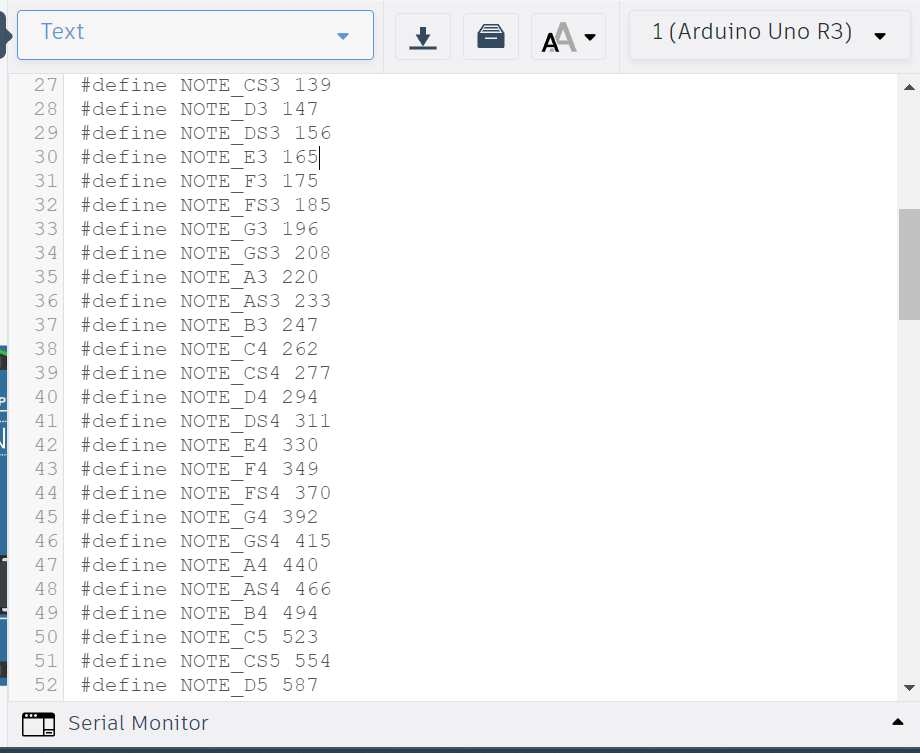 Text
1 (Arduino Uno R3)
27 #define NOTE_CS3 139
28 #define NOTE_D3 147
29 #define NOTE_DS3 156
30 #define NOTE_E3 165
31 #define NOTE_F3 175
32 #define NOTE_FS3 185
33 #define NOTE_G3 196
34 #define NOTE_GS3 208
35 #define NOTE_A3 220
36 #define NOTE_AS3 233
37 #define NOTE_B3 247
38 #define NOTE_C4 262
39 #define NOTE_CS4 277
40 #define NOTE_D4 294
41 #define NOTE_DS4 311
42 #define NOTE_E4 330
43 #define NOTE_F4 349
44 #define NOTE_FS4 370
45 #define NOTE_G4 392
46 #define NOTE_GS4 415
47 #define NOTE_A4 440
48 #define NOTE_AS4 466
49 #define NOTE_B4 494
50 #define NOTE_C5 523
51 #define NOTE_CS5 554
52 #define NOTE_D5 587
Serial Monitor